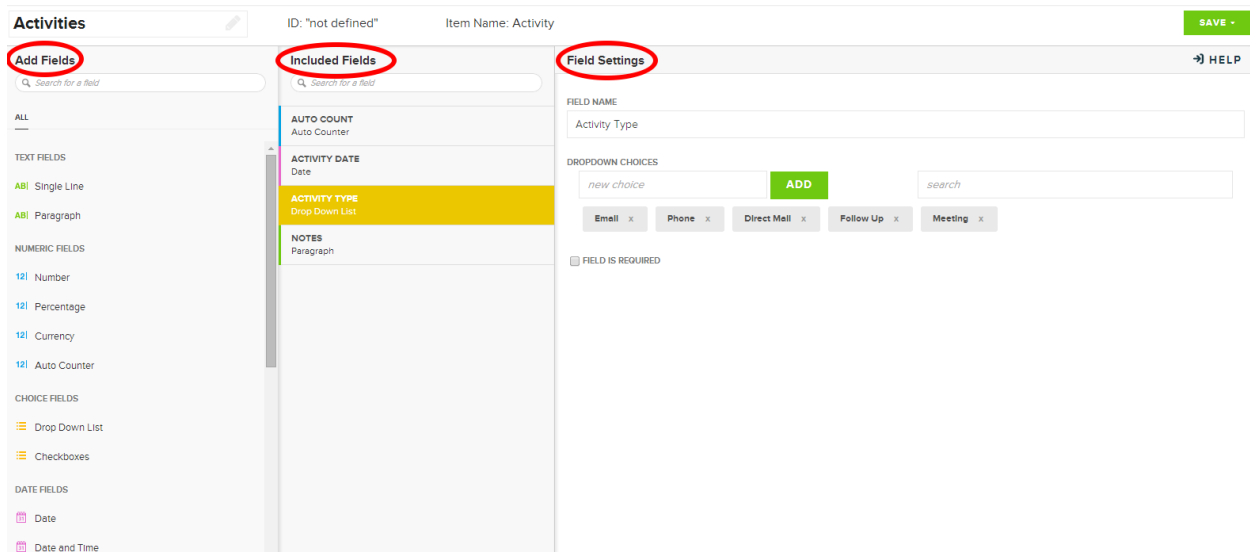 Activities
ID: "not defined"
Item Name: Activity
SAVE
Add Fields
Search for a field
ALL
TEXT FIELDS
AB| Single Line
AB| Paragraph
NUMERIC FIELDS
12| Number
12| Percentage
12| Currency
12| Auto Counter
CHOICE FIELDS
Drop Down List
Checkboxes
DATE FIELDS
31 Date
31 Date and Time
Included Fields
Search for a field
AUTO COUNT
Auto Counter
ACTIVITY DATE
Date
ACTIVITY TYPE
Drop Down List
NOTES
Paragraph
Field Settings
HELP
FIELD NAME
Activity Type
DROPDOWN CHOICES
new choice ADD search
Email x Phone x Direct Mail x Follow Up x Meeting x
FIELD IS REQUIRED